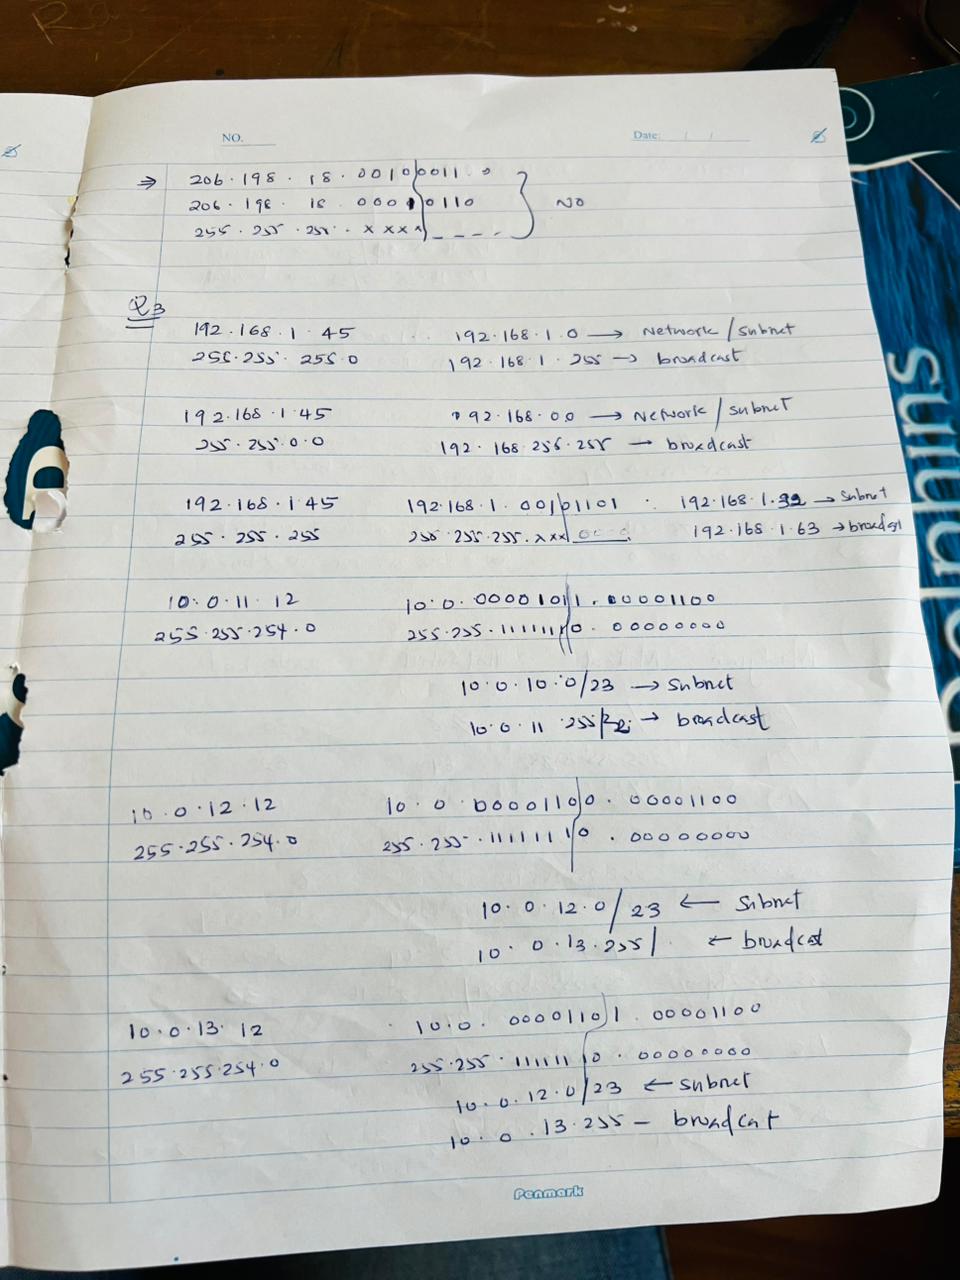 NO.
Date: / /
⇒ 206.198.18.00100011.0
206.198.18.00010110
255.255.255.xxxx ----
} NO
Q3
192.168.1.45 192.168.1.0 → Network/subnet
255.255.255.0 192.168.1.255 → broadcast
192.168.1.45 192.168.0.0 → Network/subnet
255.255.0.0 192.168.255.255 → broadcast
192.168.1.45 192.168.1.001|01101 : 192.168.1.32 → Subnet
255.255.255 255.255.255.xxx| 192.168.1.63 → broadcast
10.0.11.12 10.0.0000101|1.00001100
255.255.254.0 255.255.1111111|0.00000000
10.0.10.0/23 → Subnet
10.0.11.255 → broadcast
10.0.12.12 10.0.0000110|0.00001100
255.255.254.0 255.255.1111111|0.00000000
10.0.12.0/23 ← Subnet
10.0.13.255| ← broadcast
10.0.13.12 10.0.0000110|1.00001100
255.255.254.0 255.255.111111|0.00000000
10.0.12.0/23 ← Subnet
10.0.13.255 – broadcast
Penmark